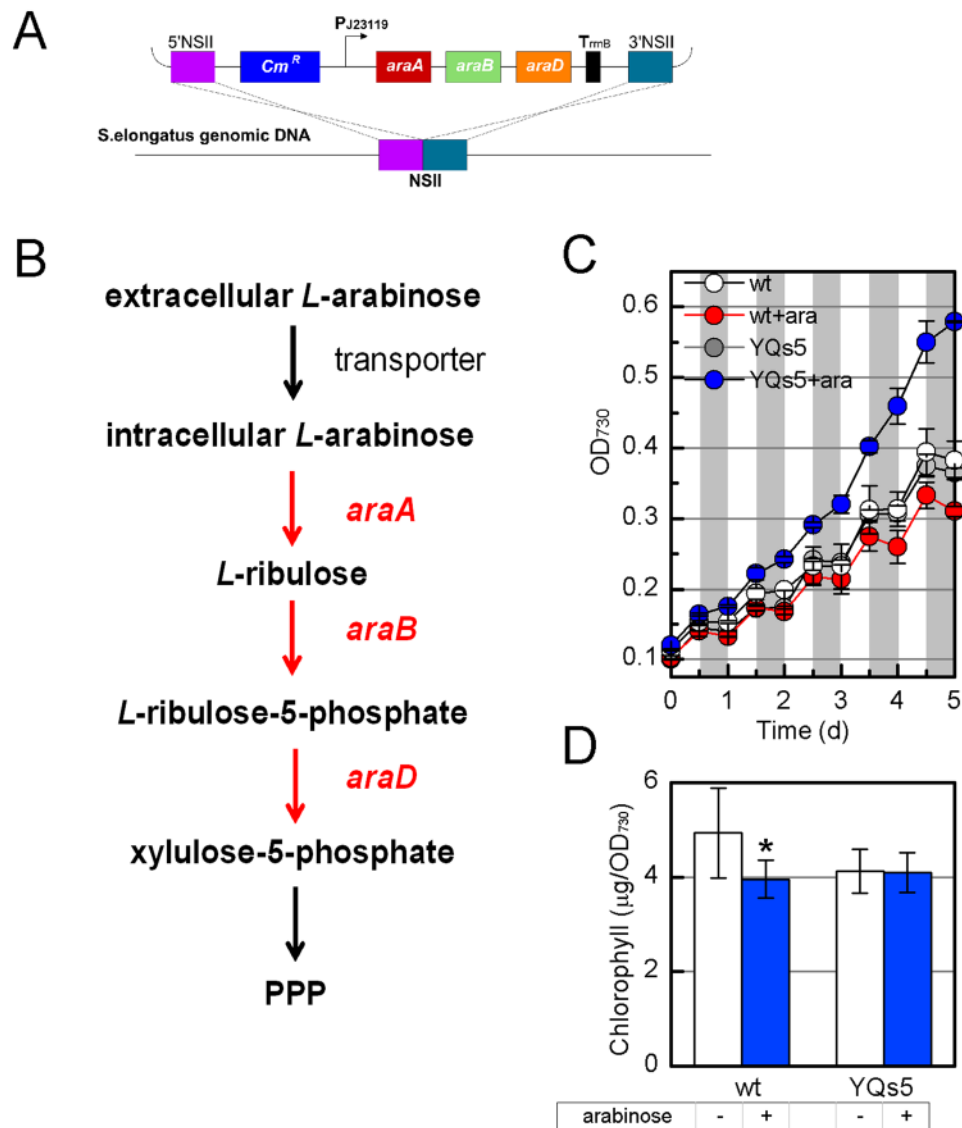 A
5'NSII
Cm^R
P_J23119
araA
araB
araD
T_rrnB
3'NSII
S.elongatus genomic DNA
NSII
B
extracellular L-arabinose
transporter
intracellular L-arabinose
araA
L-ribulose
araB
L-ribulose-5-phosphate
araD
xylulose-5-phosphate
PPP
C
wt
wt+ara
YQs5
YQs5+ara
0.6
0.5
0.4
0.3
0.2
0.1
OD730
0 1 2 3 4 5
Time (d)
D
6
4
2
0
Chlorophyll (μg/OD730)
*
wt YQs5
arabinose - + - +